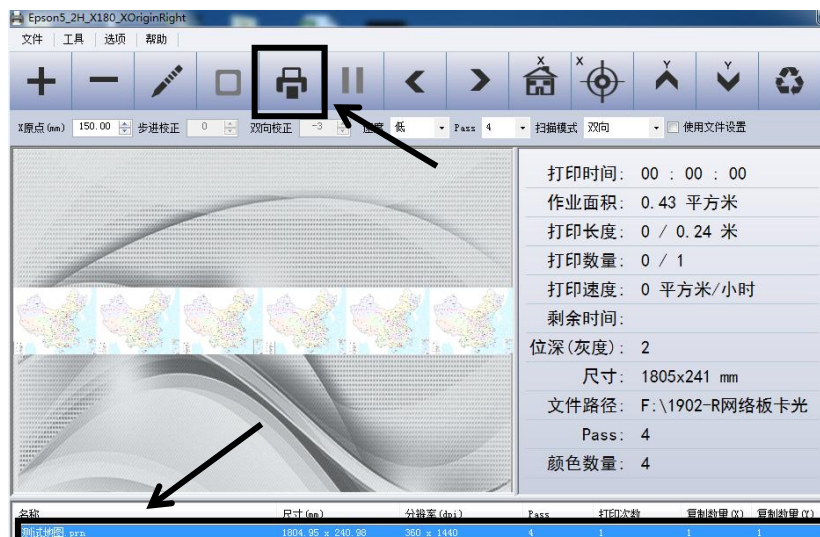 Epson5_2H_X180_XOriginRight
文件 工具 选项 帮助
X X Y Y
X原点(mm) 150.00 步进校正 0 双向校正 -3 速度 低 Pass 4 扫描模式 双向 使用文件设置
打印时间: 00 : 00 : 00
作业面积: 0.43 平方米
打印长度: 0 / 0.24 米
打印数量: 0 / 1
打印速度: 0 平方米/小时
剩余时间:
位深(灰度): 2
尺寸: 1805x241 mm
文件路径: F:\1902-R网络板卡光
Pass: 4
颜色数量: 4
名称 尺寸(mm) 分辨率(dpi) Pass 打印次数 复制数里(X) 复制数里(Y)
测试地图.prn 1804.95 x 240.98 360 x 1440 4 1 1 1